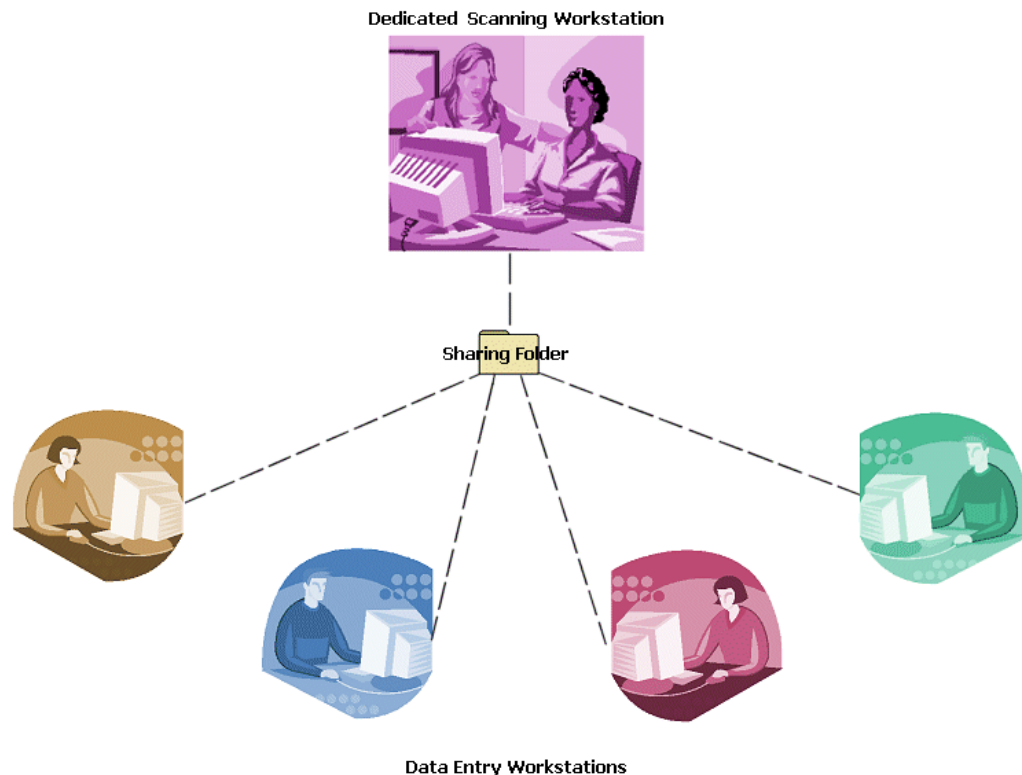 Dedicated Scanning Workstation
Sharing Folder
Data Entry Workstations